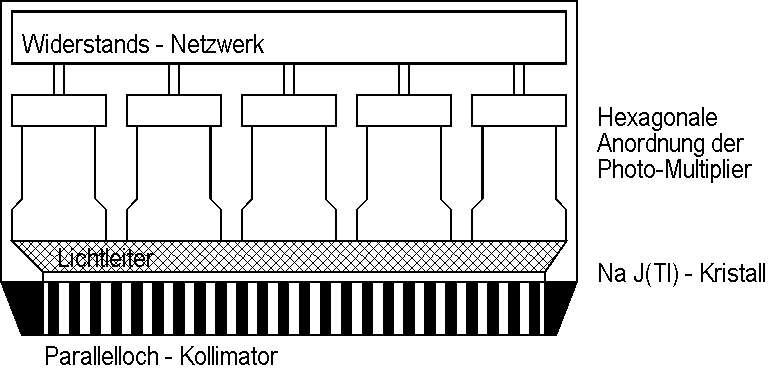 Widerstands - Netzwerk
Hexagonale
Anordnung der
Photo-Multiplier
Lichtleiter
Na J(Tl) - Kristall
Parallelloch - Kollimator